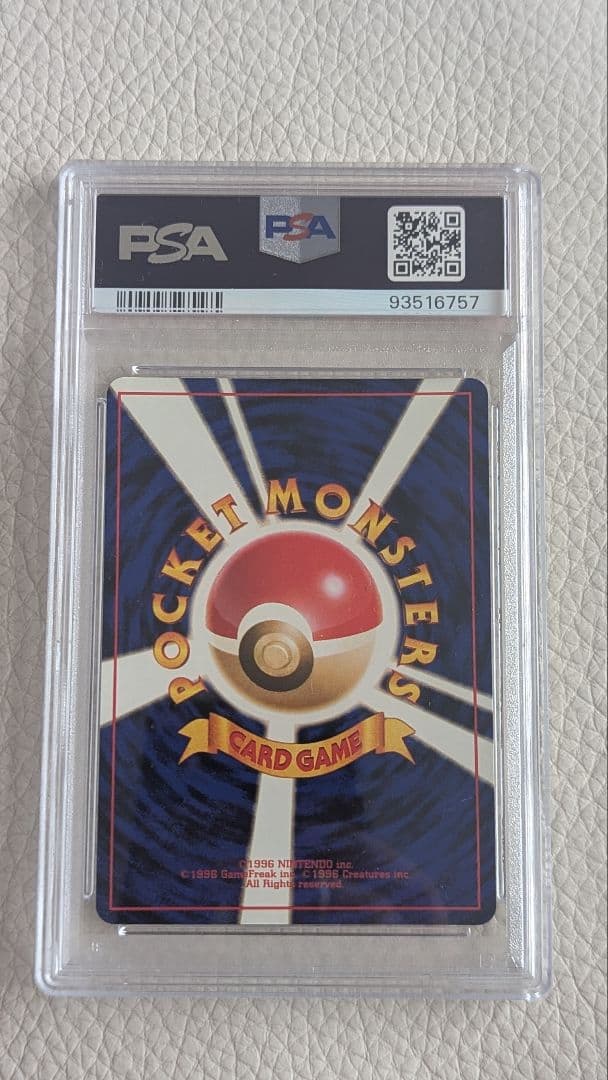 PSA
PSA
93516757
POCKET MONSTERS
CARD GAME
©1996 NINTENDO inc.
©1996 GameFreak inc. ©1996 Creatures inc.
All Rights reserved.